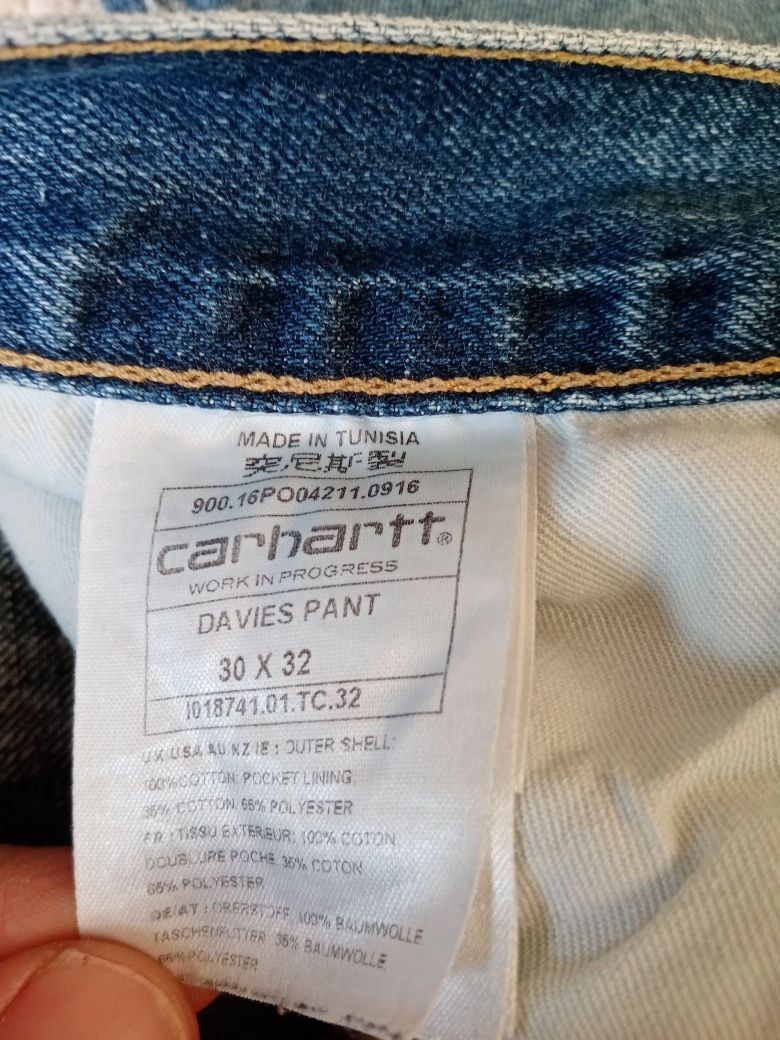 MADE IN TUNISIA
突尼斯製
900.16PO04211.0916
carhartt®
WORK IN PROGRESS
DAVIES PANT
30 X 32
I018741.01.TC.32
UK USA AU NZ IE : OUTER SHELL:
100% COTTON POCKET LINING
35% COTTON 65% POLYESTER
FR : TISSU EXTERIEUR: 100% COTON
DOUBLURE POCHE 35% COTON
65% POLYESTER
DE/AT : OBERSTOFF 100% BAUMWOLLE
TASCHENFUTTER 35% BAUMWOLLE
65% POLYESTER